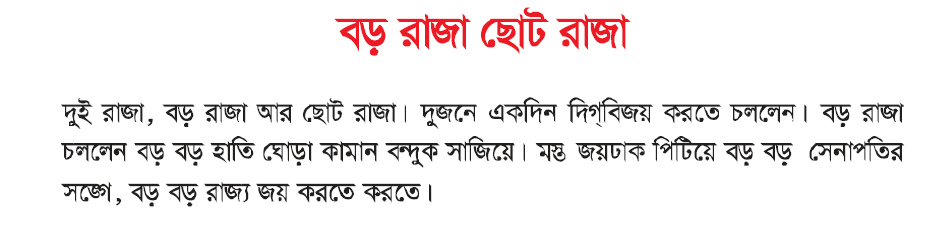 বড় রাজা ছোট রাজা
দুই রাজা, বড় রাজা আর ছোট রাজা। দুজনে একদিন দিগ্‌বিজয় করতে চললেন। বড় রাজা
চললেন বড় বড় হাতি ঘোড়া কামান বন্দুক সাজিয়ে। মস্ত জয়ঢাক পিটিয়ে বড় বড় সেনাপতির
সঙ্গে, বড় বড় রাজ্য জয় করতে করতে।